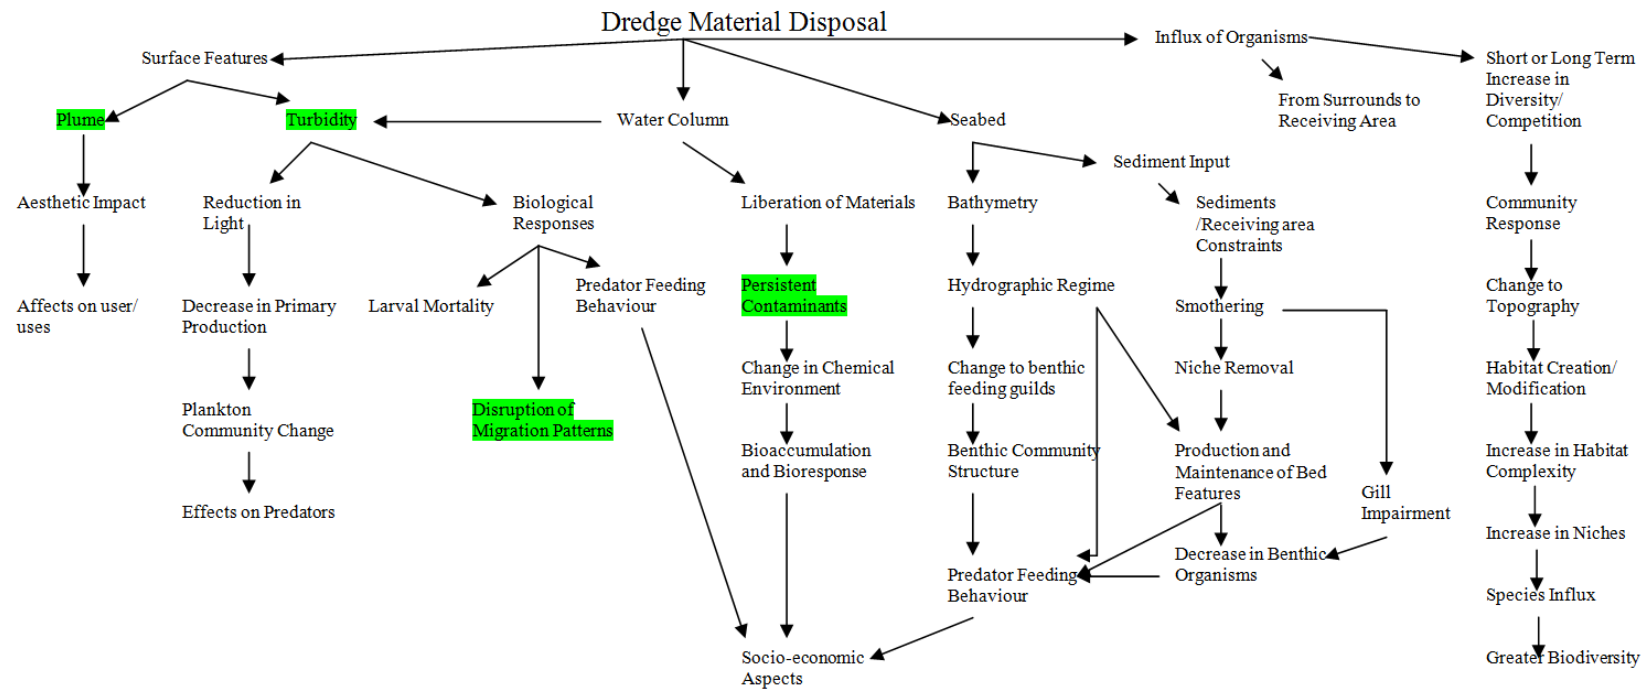 Dredge Material Disposal
Surface Features
Influx of Organisms
Short or Long Term
Increase in
Diversity/
Competition
From Surrounds to
Receiving Area
Plume
Turbidity
Water Column
Seabed
Sediment Input
Aesthetic Impact
Reduction in
Light
Biological
Responses
Liberation of Materials
Bathymetry
Sediments
/Receiving area
Constraints
Community
Response
Affects on user/
uses
Decrease in Primary
Production
Larval Mortality
Predator Feeding
Behaviour
Persistent
Contaminants
Hydrographic Regime
Smothering
Change to
Topography
Change in Chemical
Environment
Change to benthic
feeding guilds
Niche Removal
Habitat Creation/
Modification
Plankton
Community Change
Disruption of
Migration Patterns
Bioaccumulation
and Bioresponse
Benthic Community
Structure
Production and
Maintenance of Bed
Features
Gill
Impairment
Increase in Habitat
Complexity
Effects on Predators
Increase in Niches
Decrease in Benthic
Organisms
Predator Feeding
Behaviour
Species Influx
Socio-economic
Aspects
Greater Biodiversity